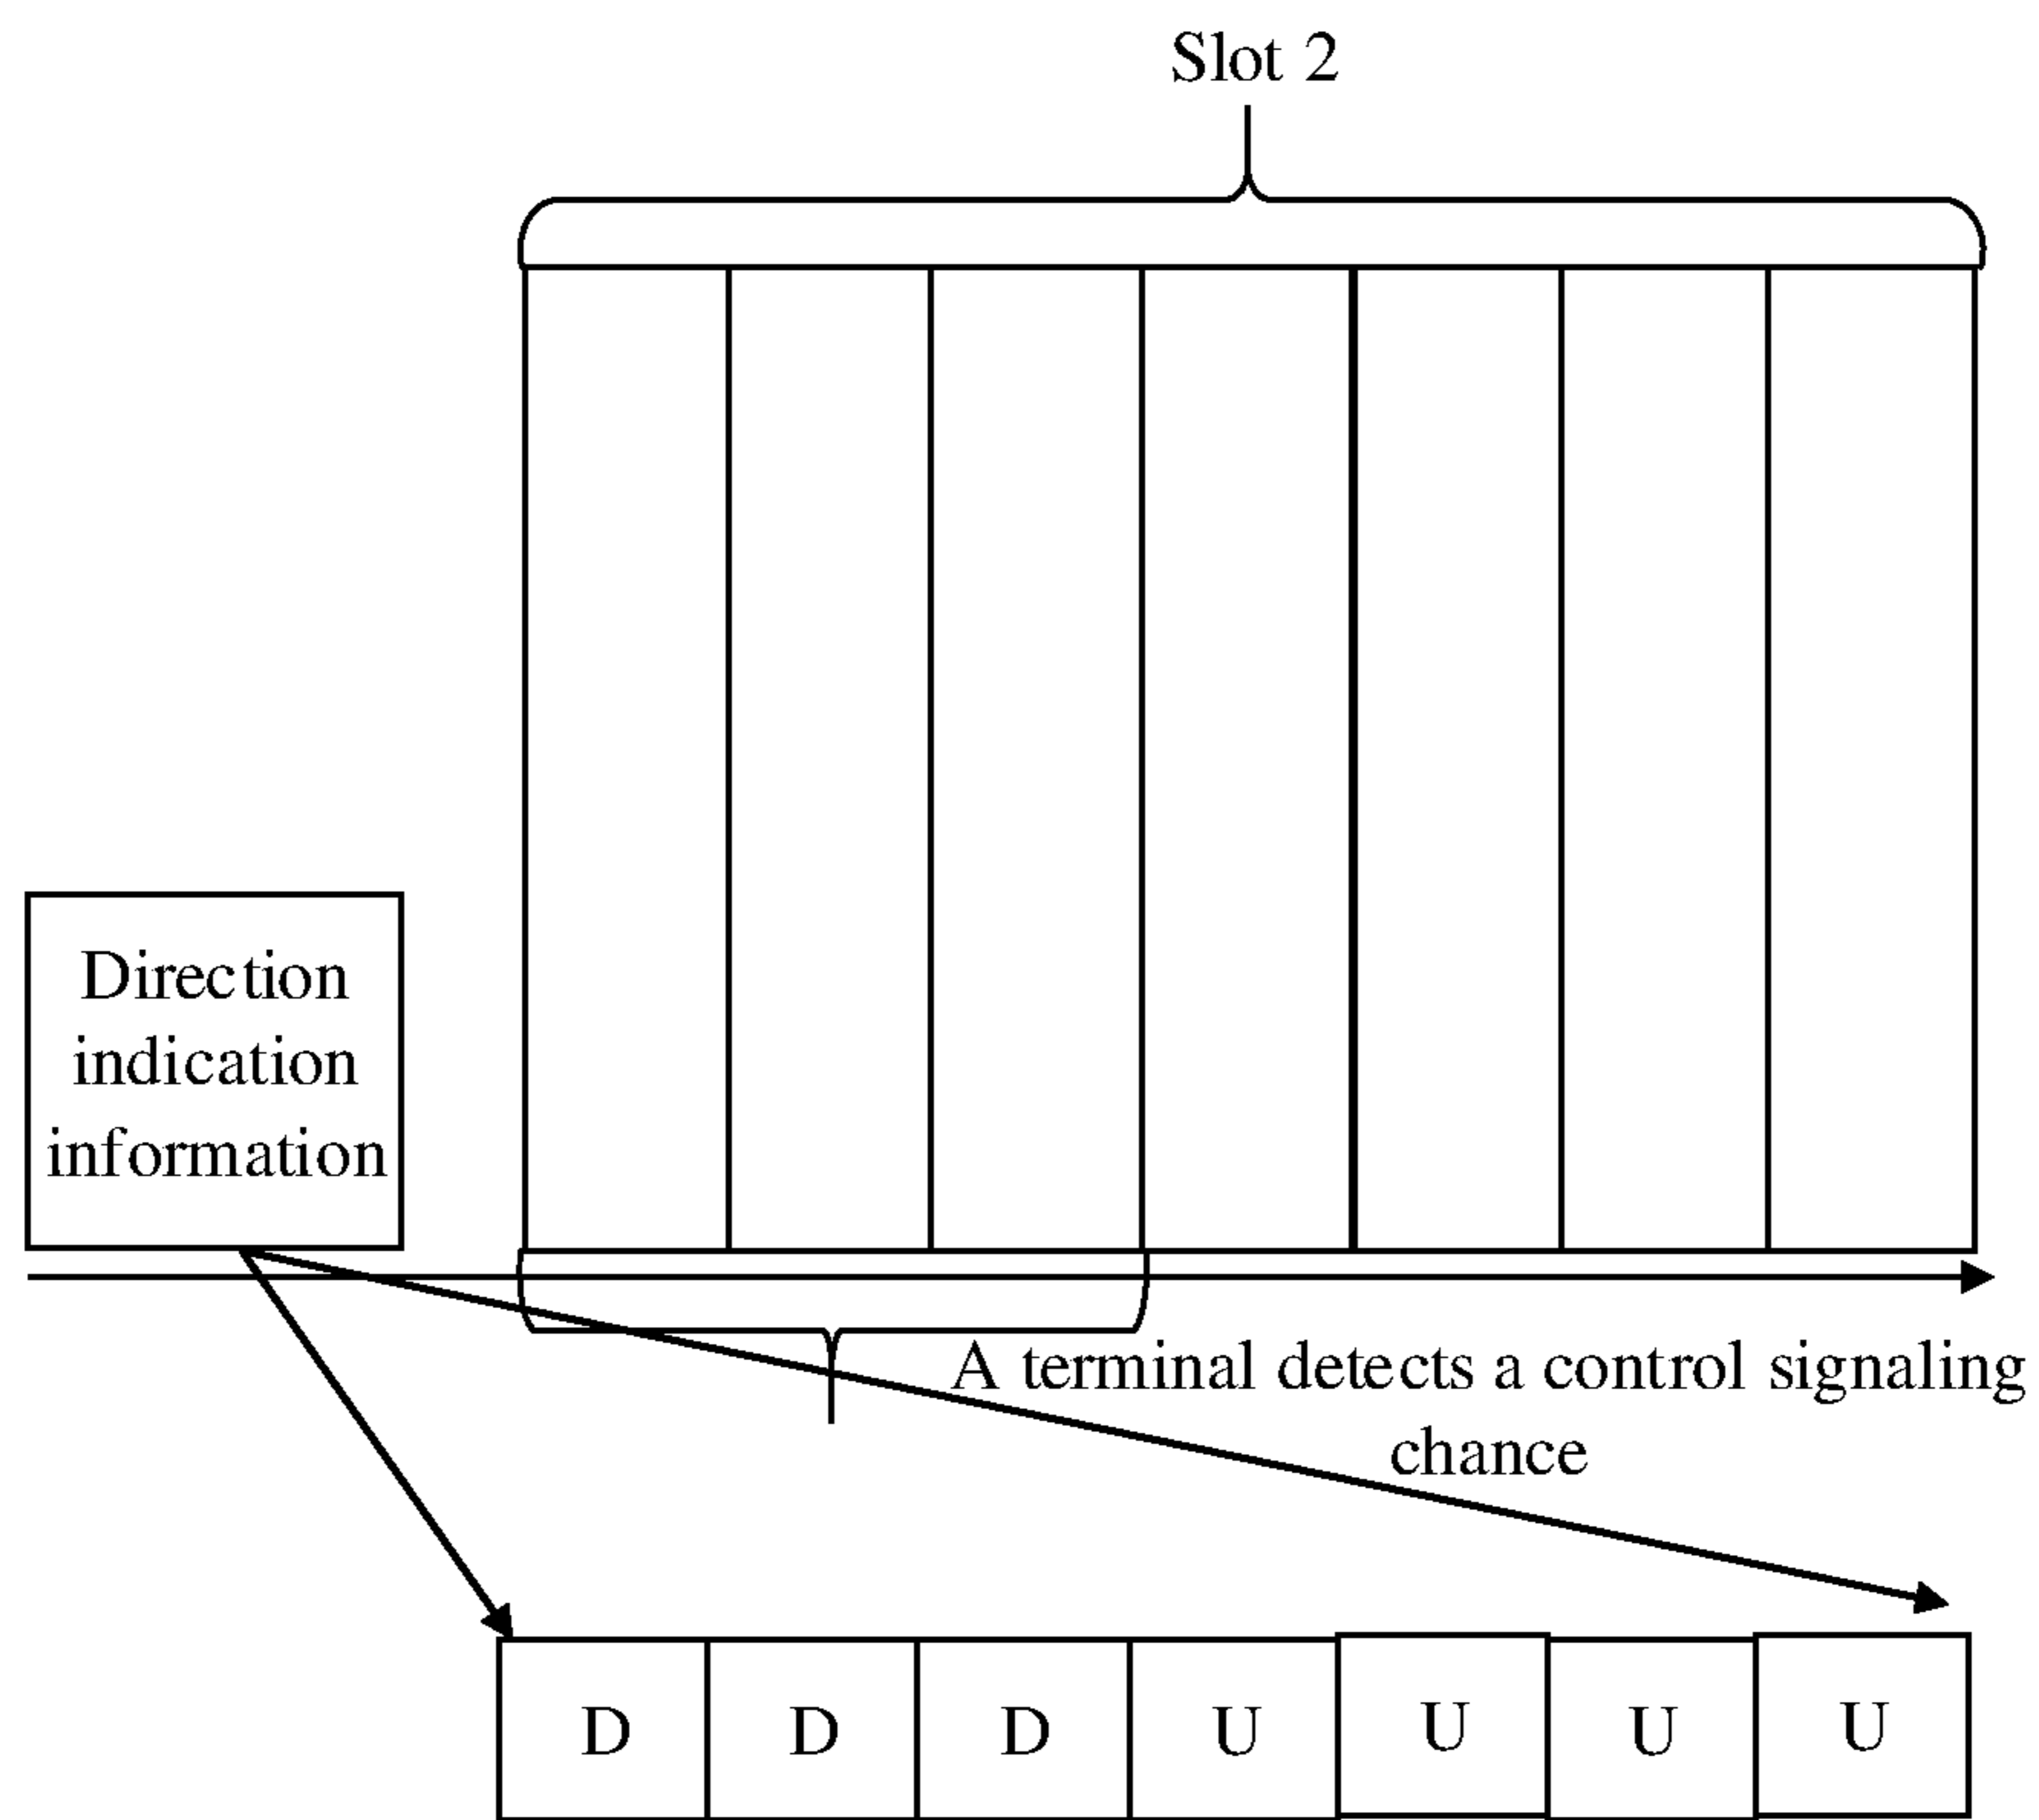 Slot 2
Direction
indication
information
A terminal detects a control signaling
chance
D D D U U U U